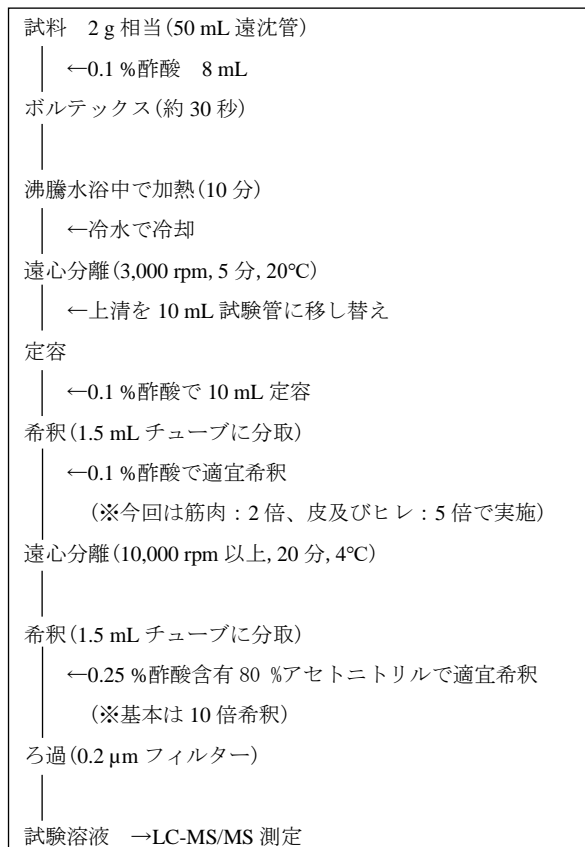 試料　2 g 相当(50 mL 遠沈管)
←0.1 %酢酸　8 mL
ボルテックス(約 30 秒)
沸騰水浴中で加熱(10 分)
←冷水で冷却
遠心分離(3,000 rpm, 5 分, 20℃)
←上清を 10 mL 試験管に移し替え
定容
←0.1 %酢酸で 10 mL 定容
希釈(1.5 mL チューブに分取)
←0.1 %酢酸で適宜希釈
(※今回は筋肉：2 倍、皮及びヒレ：5 倍で実施)
遠心分離(10,000 rpm 以上, 20 分, 4℃)
希釈(1.5 mL チューブに分取)
←0.25 %酢酸含有 80 %アセトニトリルで適宜希釈
(※基本は 10 倍希釈)
ろ過(0.2 µm フィルター)
試験溶液　→LC-MS/MS 測定